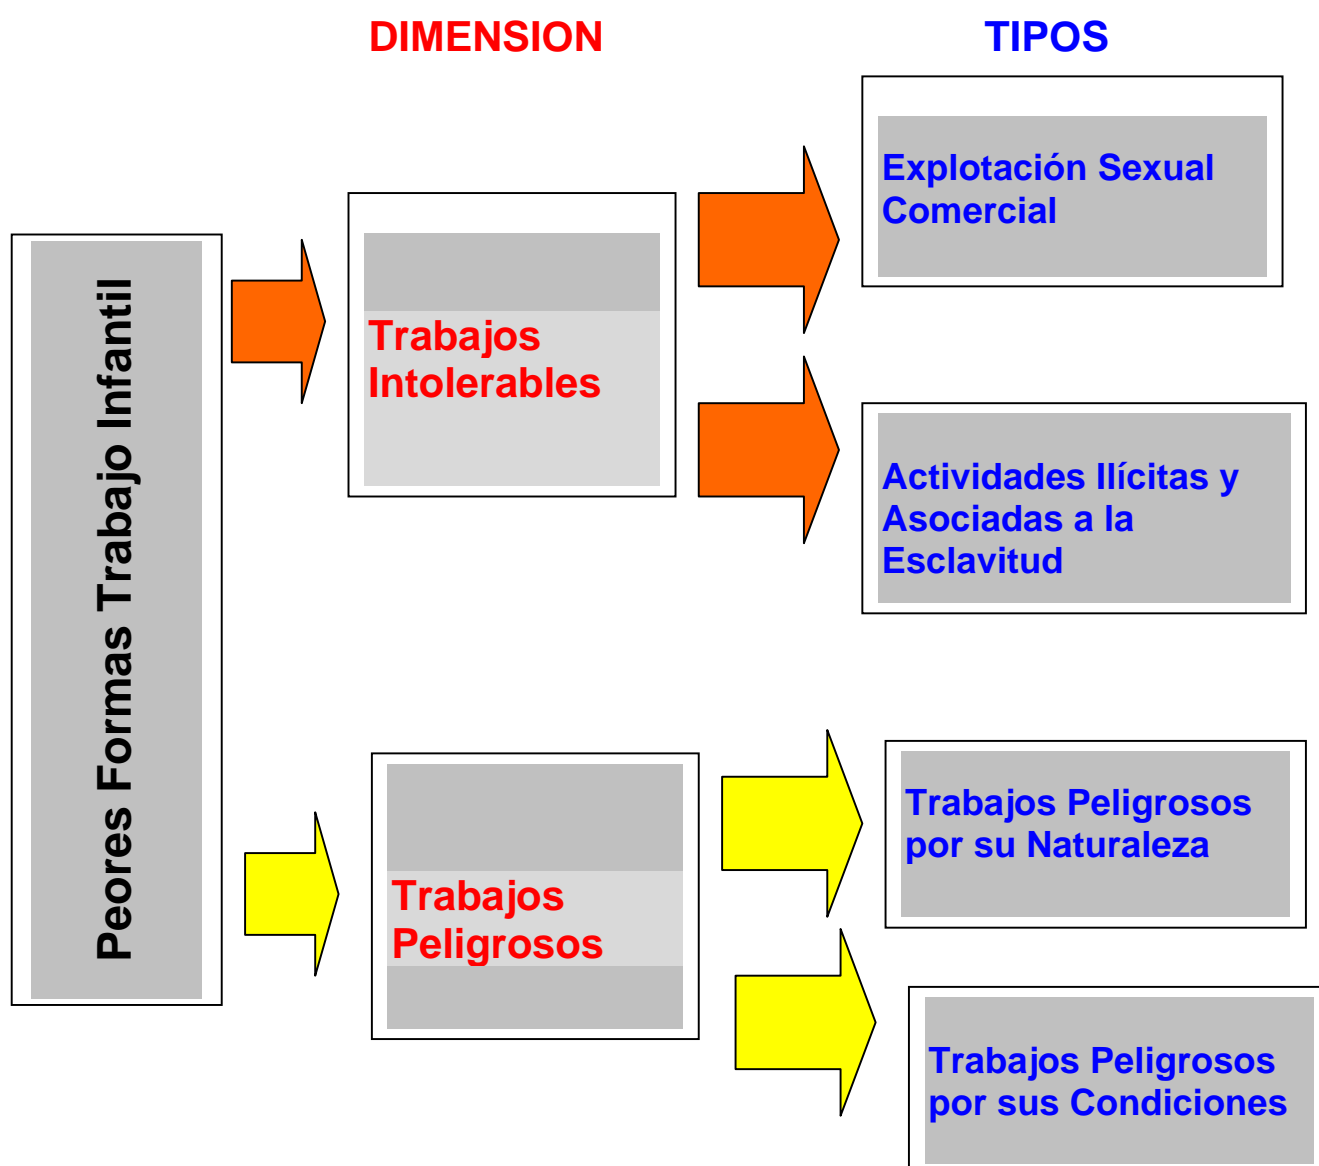 DIMENSION
TIPOS
Peores Formas Trabajo Infantil
Trabajos
Intolerables
Explotación Sexual
Comercial
Actividades Ilícitas y
Asociadas a la
Esclavitud
Trabajos
Peligrosos
Trabajos Peligrosos
por su Naturaleza
Trabajos Peligrosos
por sus Condiciones